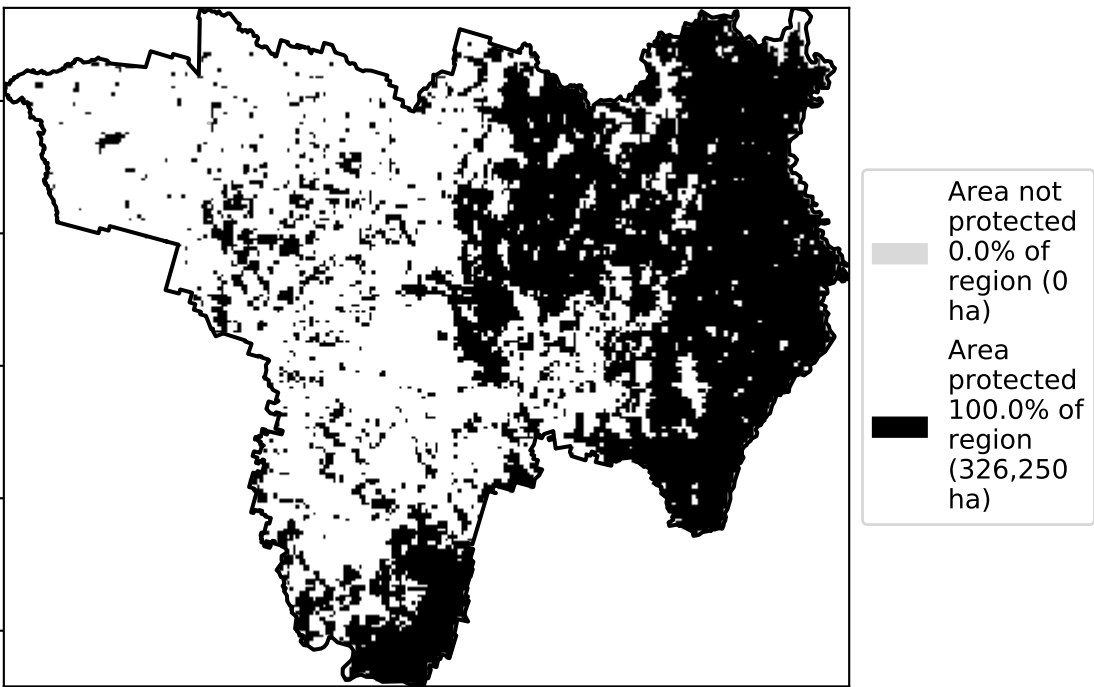 Area not
protected
0.0% of
region (0
ha)
Area
protected
100.0% of
region
(326,250
ha)